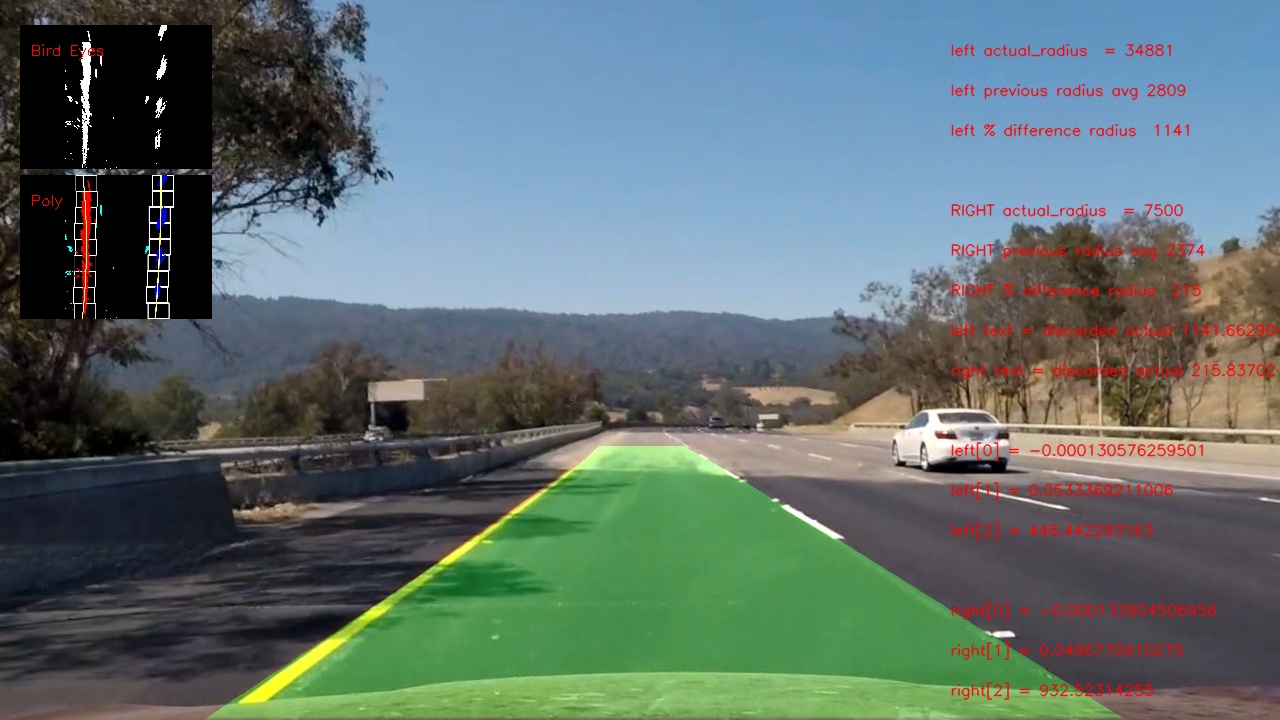 Bird Eyes
Poly
left actual_radius = 34881
left previous radius avg 2809
left % difference radius 1141
RIGHT actual_radius = 7500
RIGHT previous radius avg 2374
RIGHT % difference radius 215
left text = discarded actual 1141.66290
right text = discarded actual 215.83702
left[0] = -0.000130576259501
left[1] = 0.0533369211006
left[2] = 448.442293163
right[0] = -0.000133904506956
right[1] = 0.0496770910275
right[2] = 932.52314255